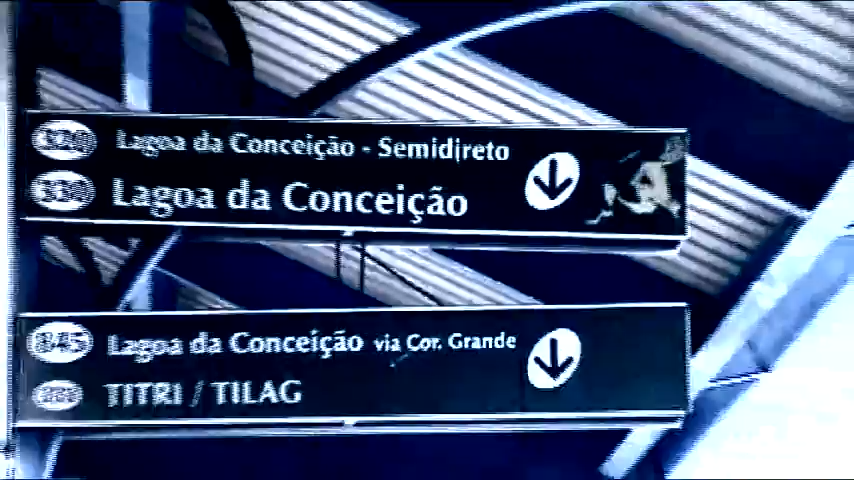 Lagoa da Conceição - Semidireto
Lagoa da Conceição
Lagoa da Conceição via Cor. Grande
TITRI / TILAG